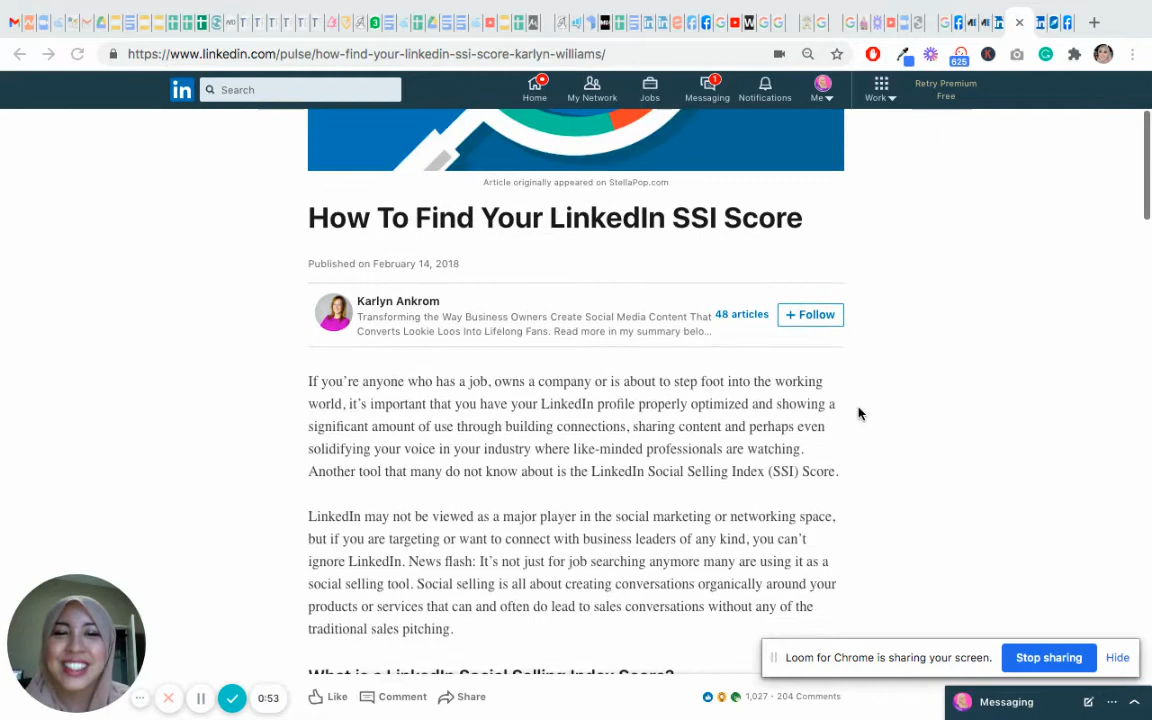 https://www.linkedin.com/pulse/how-find-your-linkedin-ssi-score-karlyn-williams/
625
in
Search
Home
My Network
Jobs
1
Messaging
Notifications
Me
Work
Retry Premium
Free
Article originally appeared on StellaPop.com
How To Find Your LinkedIn SSI Score
Published on February 14, 2018
Karlyn Ankrom
Transforming the Way Business Owners Create Social Media Content That
Converts Lookie Loos Into Lifelong Fans. Read more in my summary belo...
48 articles
+ Follow
If you're anyone who has a job, owns a company or is about to step foot into the working
world, it's important that you have your LinkedIn profile properly optimized and showing a
significant amount of use through building connections, sharing content and perhaps even
solidifying your voice in your industry where like-minded professionals are watching.
Another tool that many do not know about is the LinkedIn Social Selling Index (SSI) Score.
LinkedIn may not be viewed as a major player in the social marketing or networking space,
but if you are targeting or want to connect with business leaders of any kind, you can't
ignore LinkedIn. News flash: It's not just for job searching anymore many are using it as a
social selling tool. Social selling is all about creating conversations organically around your
products or services that can and often do lead to sales conversations without any of the
traditional sales pitching.
What is a LinkedIn Social Selling Index Score?
Loom for Chrome is sharing your screen.
Stop sharing
Hide
0:53
Like
Comment
Share
1,027 · 204 Comments
Messaging